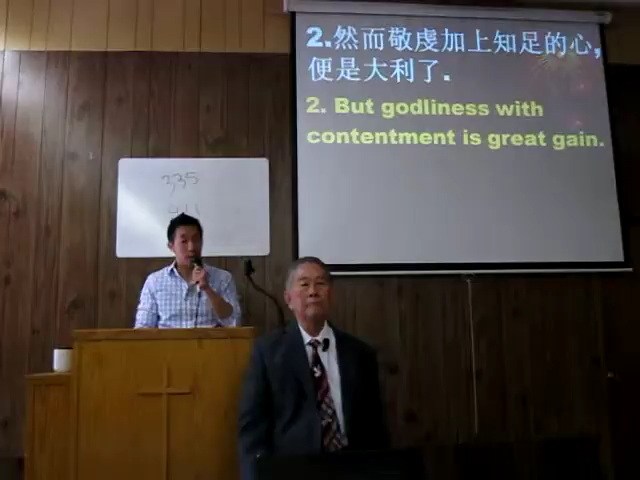 2.然而敬虔加上知足的心,
便是大利了.
2. But godliness with
contentment is great gain.
335